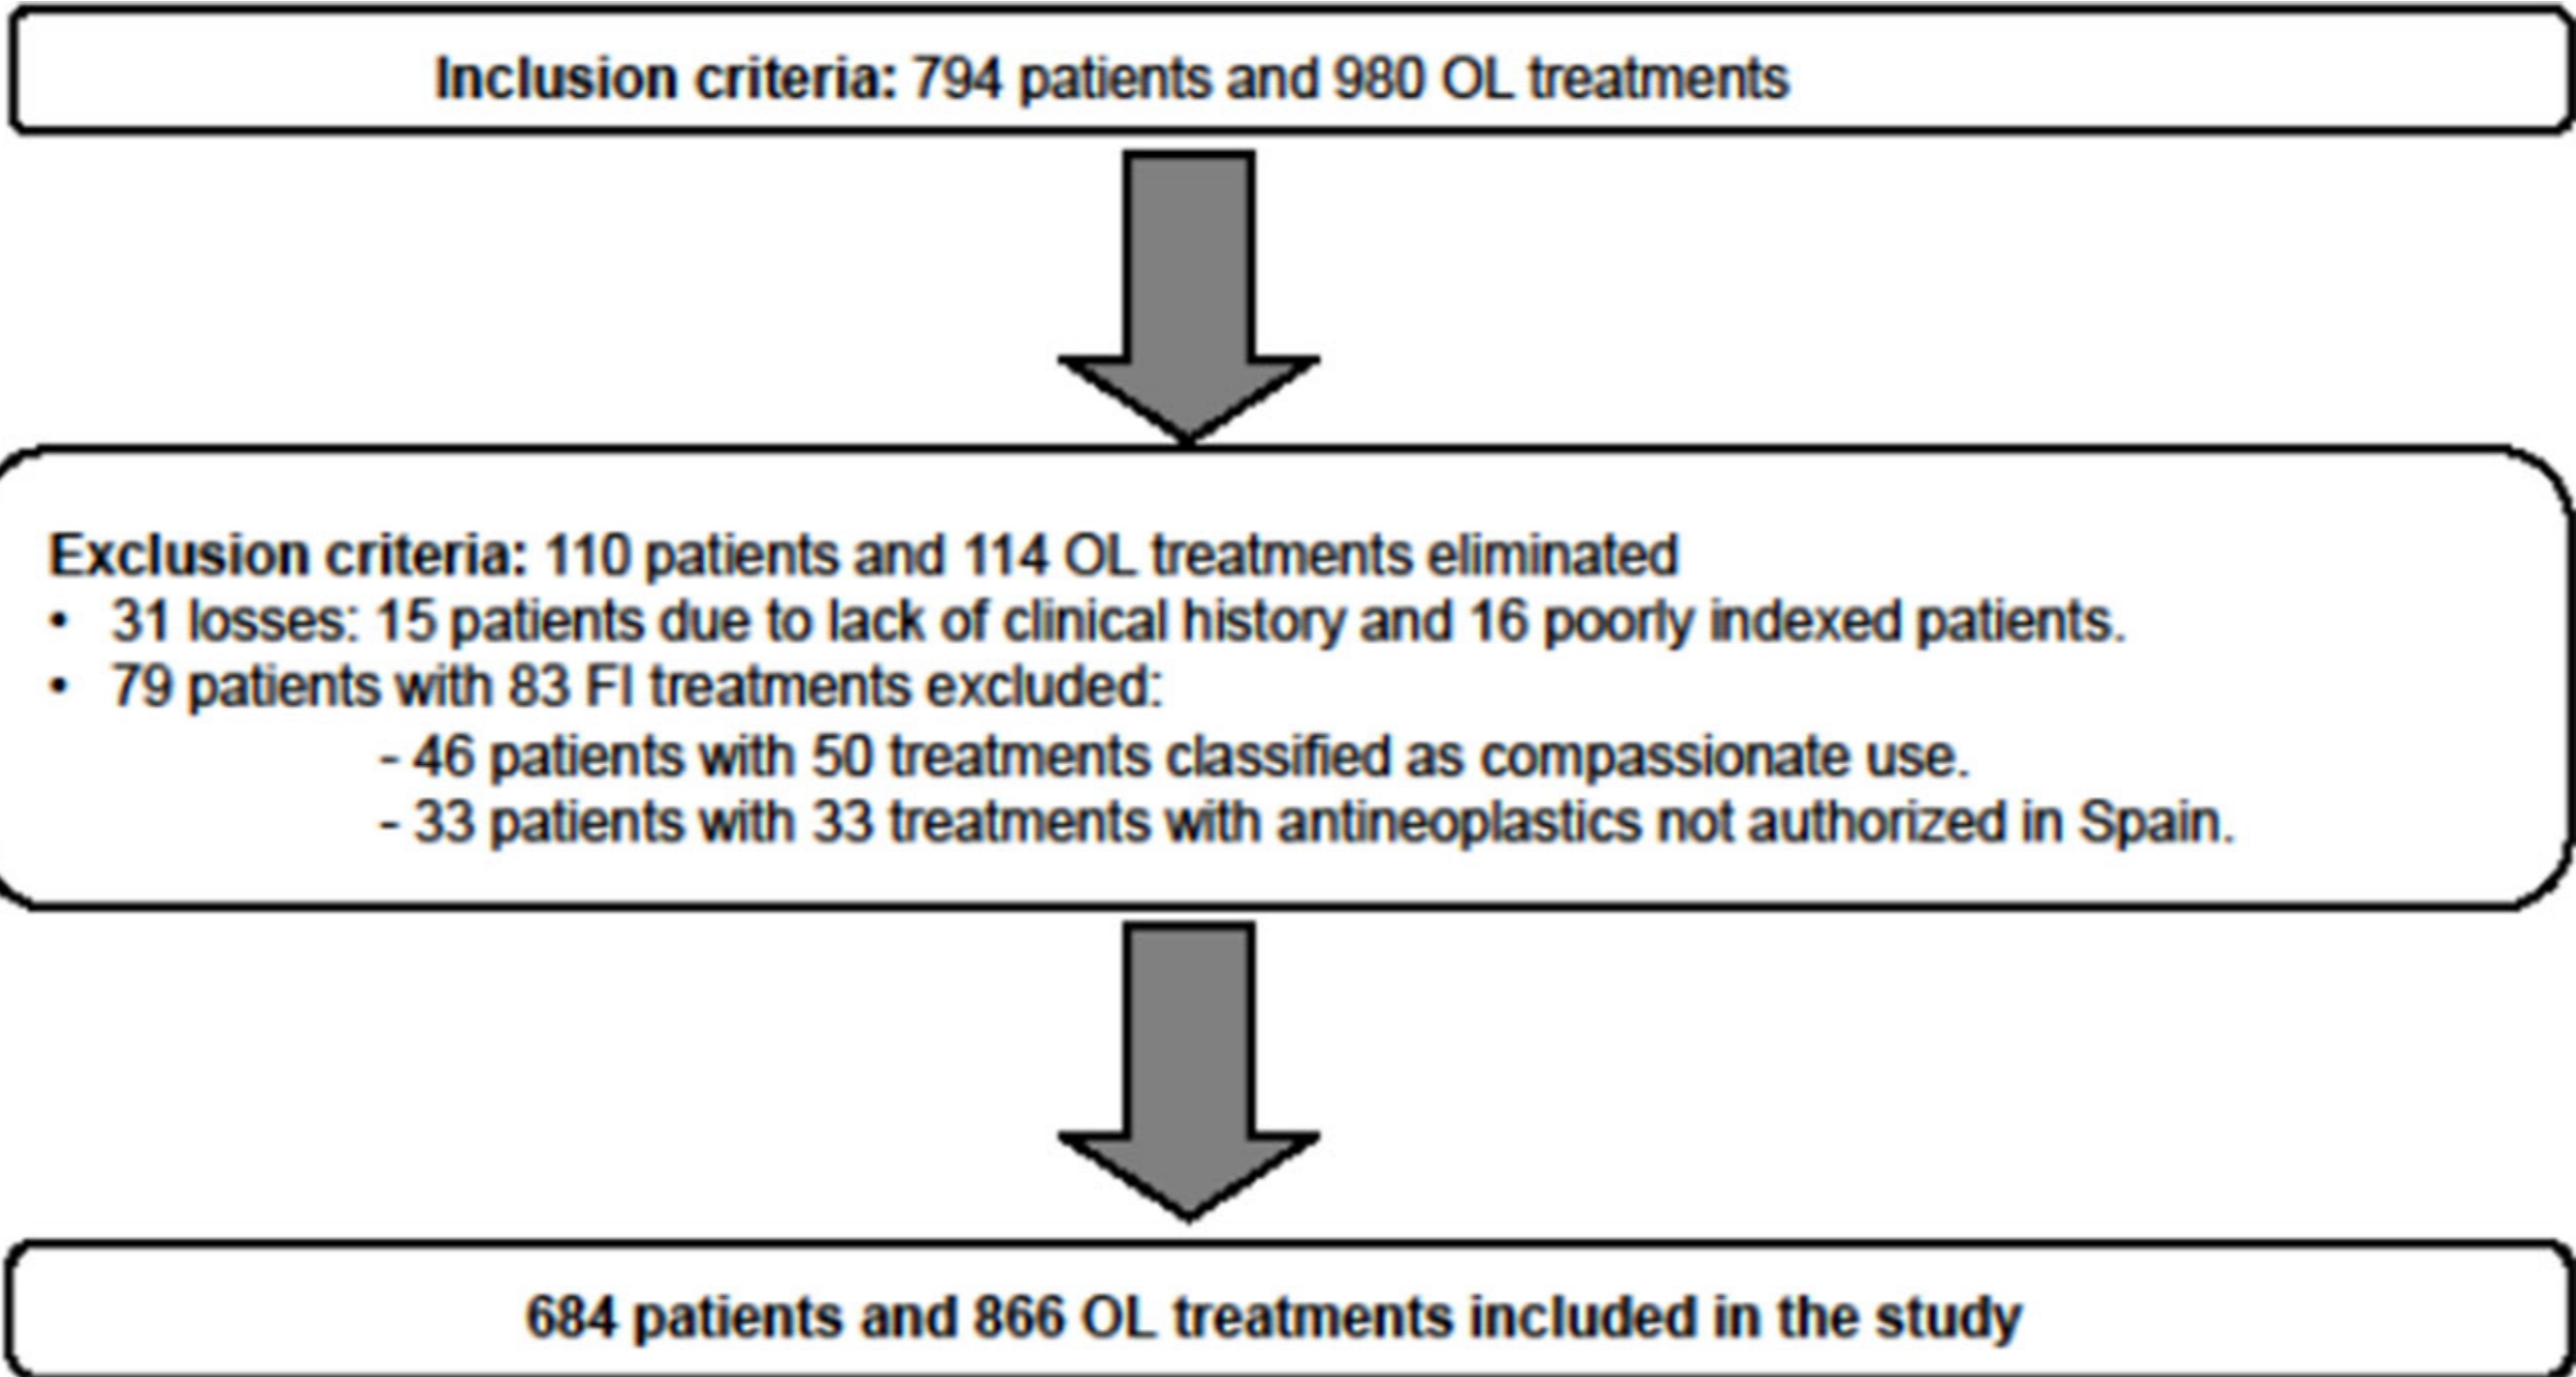 Inclusion criteria: 794 patients and 980 OL treatments
Exclusion criteria: 110 patients and 114 OL treatments eliminated
• 31 losses: 15 patients due to lack of clinical history and 16 poorly indexed patients.
• 79 patients with 83 FI treatments excluded:
- 46 patients with 50 treatments classified as compassionate use.
- 33 patients with 33 treatments with antineoplastics not authorized in Spain.
684 patients and 866 OL treatments included in the study